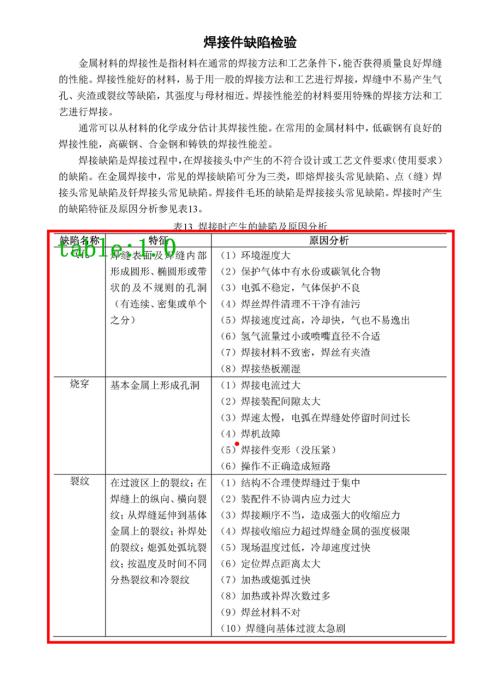 焊接件缺陷检验
金属材料的焊接性是指材料在通常的焊接方法和工艺条件下,能否获得质量良好焊缝
的性能。焊接性能好的材料,易于用一般的焊接方法和工艺进行焊接,焊缝中不易产生气
孔、夹渣或裂纹等缺陷,其强度与母材相近。焊接性能差的材料要用特殊的焊接方法和工
艺进行焊接。
通常可以从材料的化学成分估计其焊接性能。在常用的金属材料中,低碳钢有良好的
焊接性能,高碳钢、合金钢和铸铁的焊接性能差。
焊接缺陷是焊接过程中,在焊接接头中产生的不符合设计或工艺文件要求(使用要求)
的缺陷。在金属焊接中,常见的焊接缺陷可分为三类,即熔焊接头常见缺陷、点(缝)焊
接头常见缺陷及钎焊接头常见缺陷。焊接件毛坯的缺陷是焊接接头常见缺陷。焊接时产生
的缺陷特征及原因分析参见表13。
表13 焊接时产生的缺陷及原因分析
缺陷名称 特征 原因分析
table:1.0
焊缝表面及焊缝内部 (1)环境湿度大
形成圆形、椭圆形或带 (2)保护气体中有水份或碳氧化合物
状的及不规则的孔洞 (3)电弧不稳定,气体保护不良
(有连续、密集或单个 (4)焊丝焊件清理不干净有油污
之分) (5)焊接速度过高,冷却快,气也不易逸出
(6)氢气流量过小或喷嘴直径不合适
(7)焊接材料不致密,焊丝有夹渣
(8)焊接垫板潮湿
烧穿 基本金属上形成孔洞 (1)焊接电流过大
(2)焊接装配间隙太大
(3)焊速太慢,电弧在焊缝处停留时间过长
(4)焊机故障
(5)焊接件变形(没压紧)
(6)操作不正确造成短路
裂纹 在过渡区上的裂纹;在 (1)结构不合理使焊缝过于集中
焊缝上的纵向、横向裂 (2)装配件不协调内应力过大
纹;从焊缝延伸到基体 (3)焊接顺序不当,造成强大的收缩应力
金属上的裂纹;补焊处 (4)焊接收缩应力超过焊缝金属的强度极限
的裂纹;熄弧处弧坑裂 (5)现场温度过低,冷却速度过快
纹;按温度及时间不同 (6)定位焊点距离太大
分热裂纹和冷裂纹 (7)加热或熄弧过快
(8)加热或补焊次数过多
(9)焊丝材料不对
(10)焊缝向基体过渡太急剧